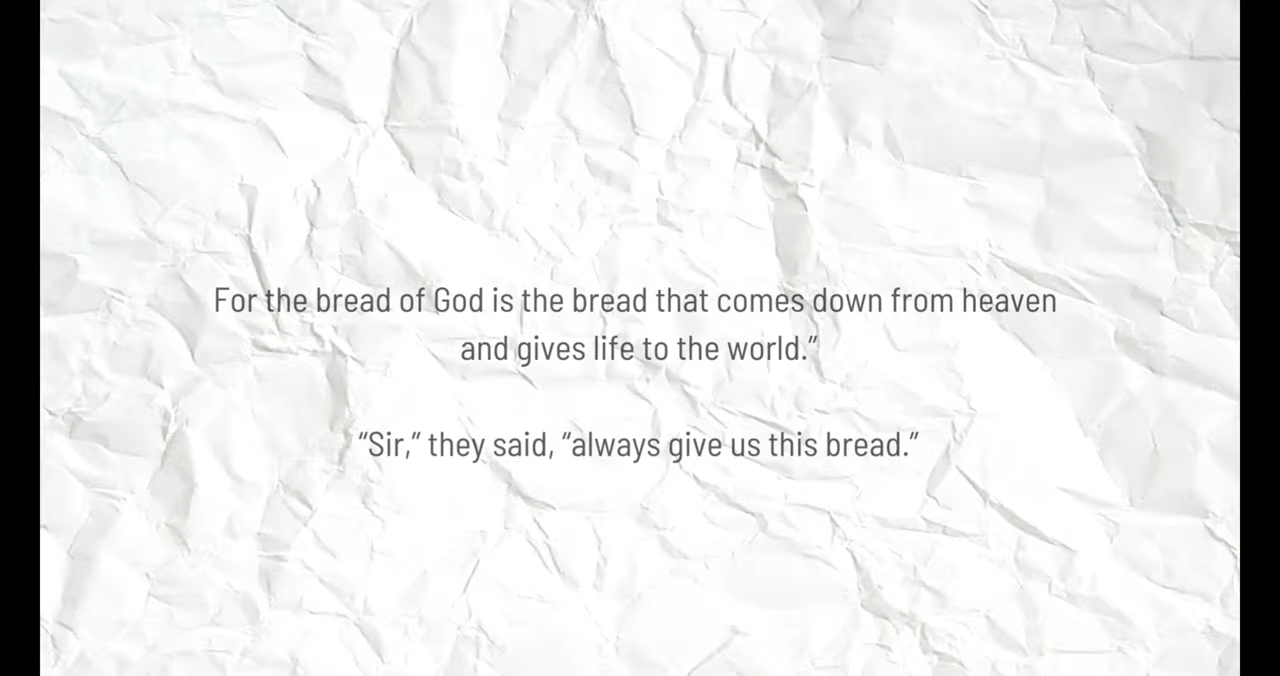 For the bread of God is the bread that comes down from heaven
and gives life to the world.”
“Sir,” they said, “always give us this bread.”